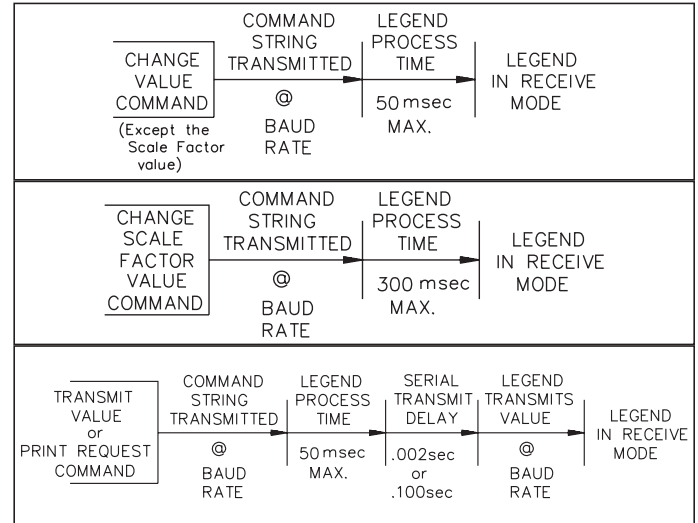 CHANGE
VALUE
COMMAND
(Except the
Scale Factor
value)
COMMAND
STRING
TRANSMITTED
@
BAUD
RATE
LEGEND
PROCESS
TIME
50 msec
MAX.
LEGEND
IN RECEIVE
MODE
CHANGE
SCALE
FACTOR
VALUE
COMMAND
COMMAND
STRING
TRANSMITTED
@
BAUD
RATE
LEGEND
PROCESS
TIME
300 msec
MAX.
LEGEND
IN RECEIVE
MODE
TRANSMIT
VALUE
or
PRINT REQUEST
COMMAND
COMMAND
STRING
TRANSMITTED
@
BAUD
RATE
LEGEND
PROCESS
TIME
50 msec
MAX.
SERIAL
TRANSMIT
DELAY
.002sec
or
.100sec
LEGEND
TRANSMITS
VALUE
@
BAUD
RATE
LEGEND
IN RECEIVE
MODE